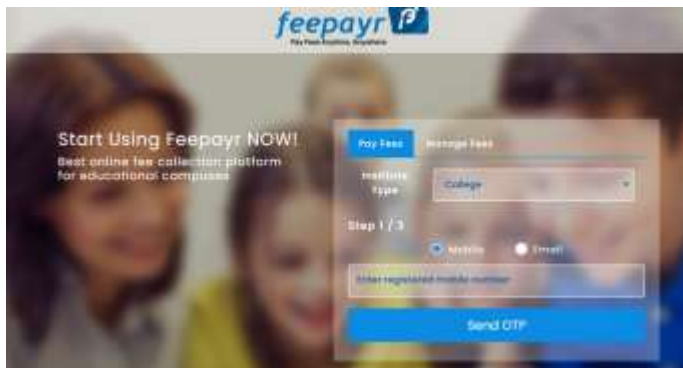 feepayr
Pay Fees Anytime, Anywhere
Start Using Feepayr NOW!
Best online fee collection platform
for educational campuses
Pay Fees
Manage Fees
Institute
Type
College
Step 1 / 3
Mobile
Email
Enter registered mobile number
Send OTP